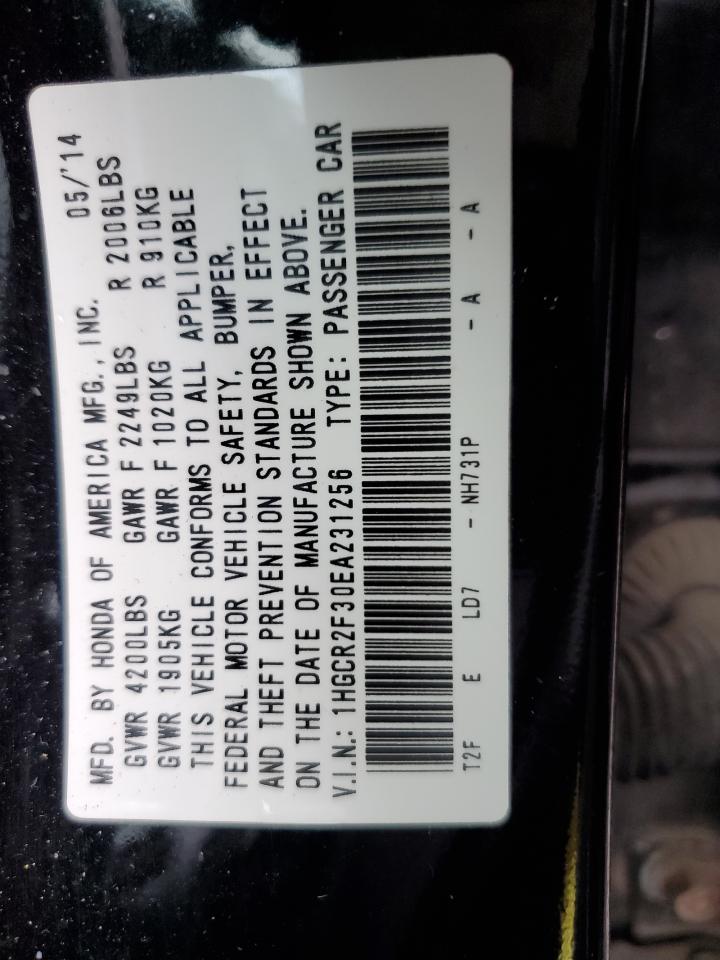 MFD. BY HONDA OF AMERICA MFG., INC. 05/'14
GVWR 4200LBS GAWR F 2249LBS R 2006LBS
GVWR 1905KG GAWR F 1020KG R 910KG
THIS VEHICLE CONFORMS TO ALL APPLICABLE
FEDERAL MOTOR VEHICLE SAFETY, BUMPER,
AND THEFT PREVENTION STANDARDS IN EFFECT
ON THE DATE OF MANUFACTURE SHOWN ABOVE.
V.I.N.: 1HGCR2F30EA231256 TYPE: PASSENGER CAR
T2F E LD7 - NH731P - A - A